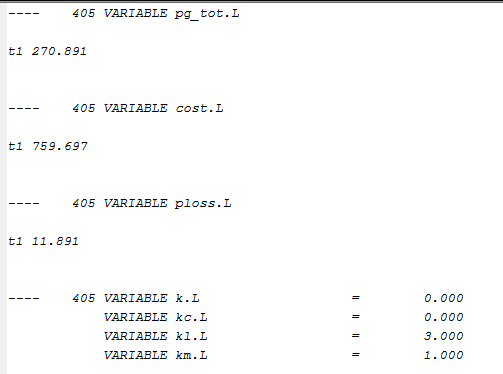 ----    405 VARIABLE pg_tot.L
t1 270.891
----    405 VARIABLE cost.L
t1 759.697
----    405 VARIABLE ploss.L
t1 11.891
----    405 VARIABLE k.L                   =        0.000
            VARIABLE kc.L                  =        0.000
            VARIABLE kl.L                  =        3.000
            VARIABLE km.L                  =        1.000